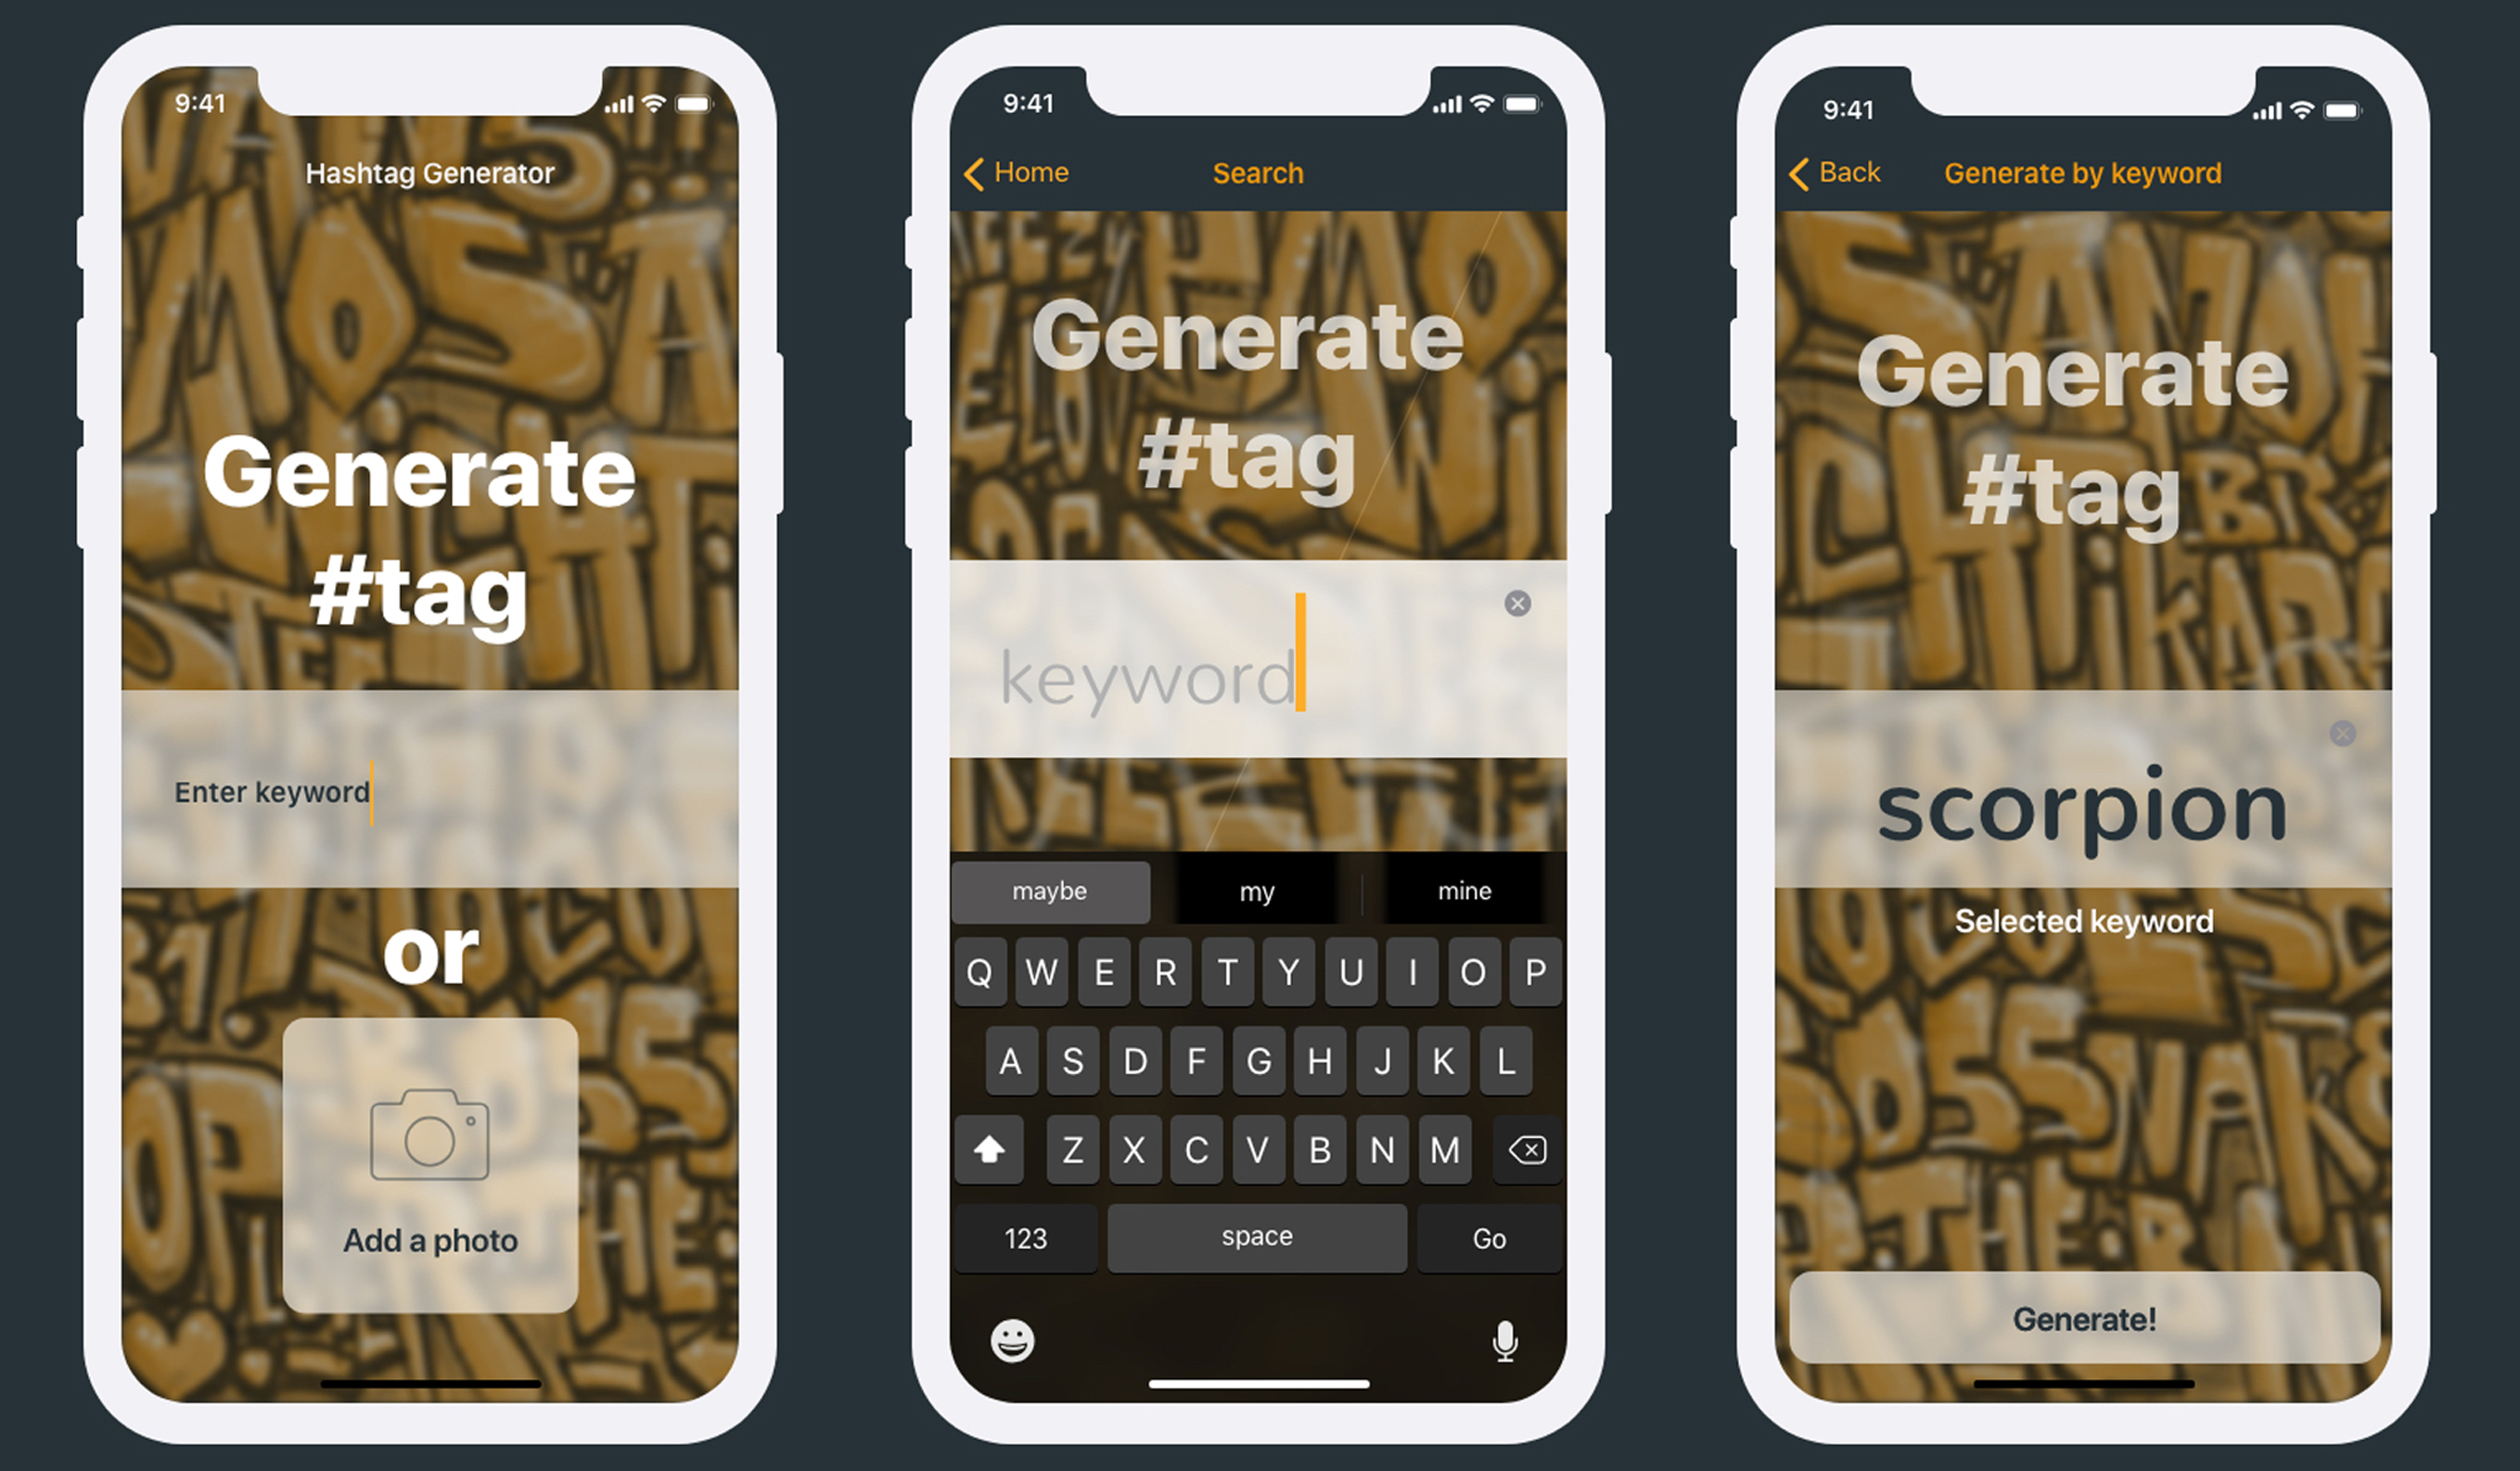 9:41
Hashtag Generator
Generate
#tag
Enter keyword
or
Add a photo
9:41
Home
Search
Generate
#tag
keyword
maybe my mine
Q W E R T Y U I O P
A S D F G H J K L
Z X C V B N M
123 space Go
9:41
Back
Generate by keyword
Generate
#tag
scorpion
Selected keyword
Generate!